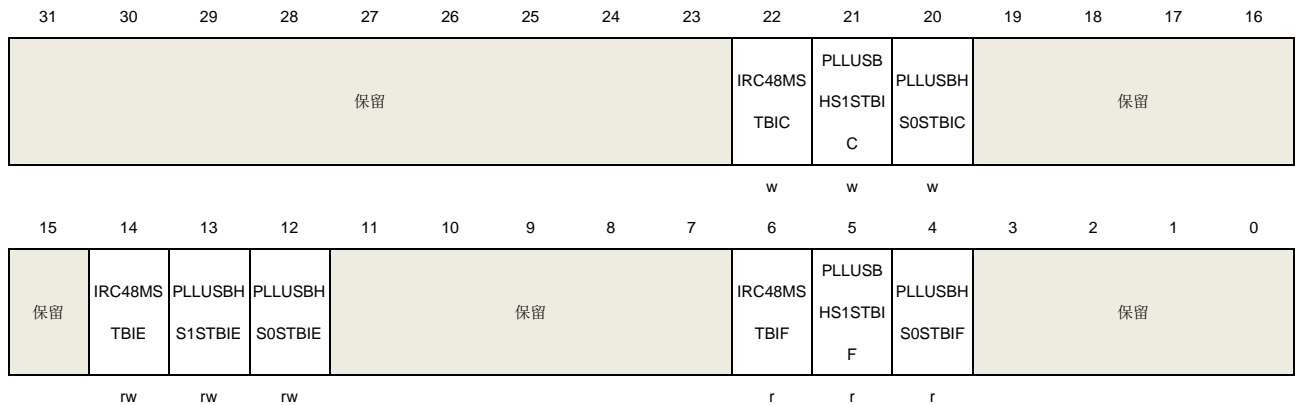 31 30 29 28 27 26 25 24 23 22 21 20 19 18 17 16
保留
IRC48MS
TBIC
PLLUSB
HS1STBI
C
PLLUSBH
S0STBIC
保留
w w w
15 14 13 12 11 10 9 8 7 6 5 4 3 2 1 0
保留
IRC48MS
TBIE
PLLUSBH
S1STBIE
PLLUSBH
S0STBIE
保留
IRC48MS
TBIF
PLLUSB
HS1STBI
F
PLLUSBH
S0STBIF
保留
rw rw rw r r r